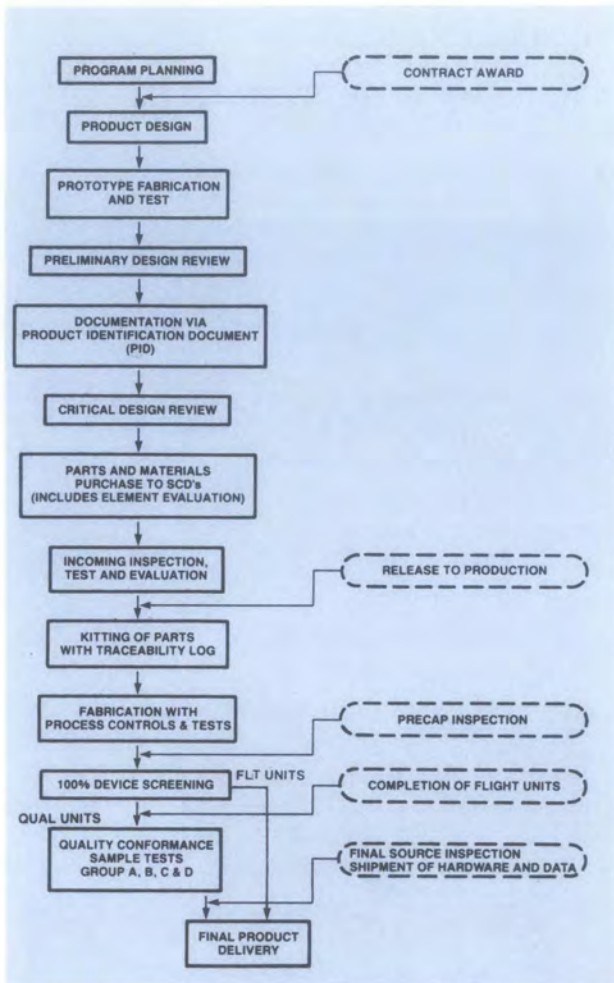 PROGRAM PLANNING
CONTRACT AWARD
PRODUCT DESIGN
PROTOTYPE FABRICATION
AND TEST
PRELIMINARY DESIGN REVIEW
DOCUMENTATION VIA
PRODUCT IDENTIFICATION DOCUMENT
(PID)
CRITICAL DESIGN REVIEW
PARTS AND MATERIALS
PURCHASE TO SCD's
(INCLUDES ELEMENT EVALUATION)
INCOMING INSPECTION,
TEST AND EVALUATION
RELEASE TO PRODUCTION
KITTING OF PARTS
WITH TRACEABILITY LOG
FABRICATION WITH
PROCESS CONTROLS & TESTS
PRECAP INSPECTION
100% DEVICE SCREENING
FLT UNITS
COMPLETION OF FLIGHT UNITS
QUAL UNITS
QUALITY CONFORMANCE
SAMPLE TESTS
GROUP A, B, C & D
FINAL SOURCE INSPECTION
SHIPMENT OF HARDWARE AND DATA
FINAL PRODUCT
DELIVERY